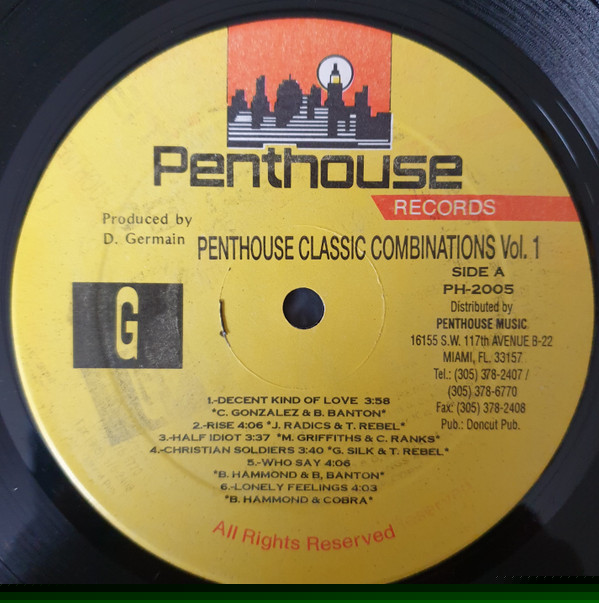 Penthouse
RECORDS
Produced by
D. Germain
PENTHOUSE CLASSIC COMBINATIONS Vol. 1
SIDE A
PH-2005
G
Distributed by
PENTHOUSE MUSIC
16155 S.W. 117th AVENUE B-22
MIAMI, FL. 33157
Tel.: (305) 378-2407 /
(305) 378-6770
Fax: (305) 378-2408
Pub.: Doncut Pub.
1.-DECENT KIND OF LOVE 3:58
*C. GONZALEZ & B. BANTON*
2.-RISE 4:06 *J. RADICS & T. REBEL*
3.-HALF IDIOT 3:37 *M. GRIFFITHS & C. RANKS*
4.-CHRISTIAN SOLDIERS 3:40 *G. SILK & T. REBEL*
5.-WHO SAY 4:06
*B. HAMMOND & B, BANTON*
6.-LONELY FEELINGS 4:03
*B. HAMMOND & COBRA*
All Rights Reserved